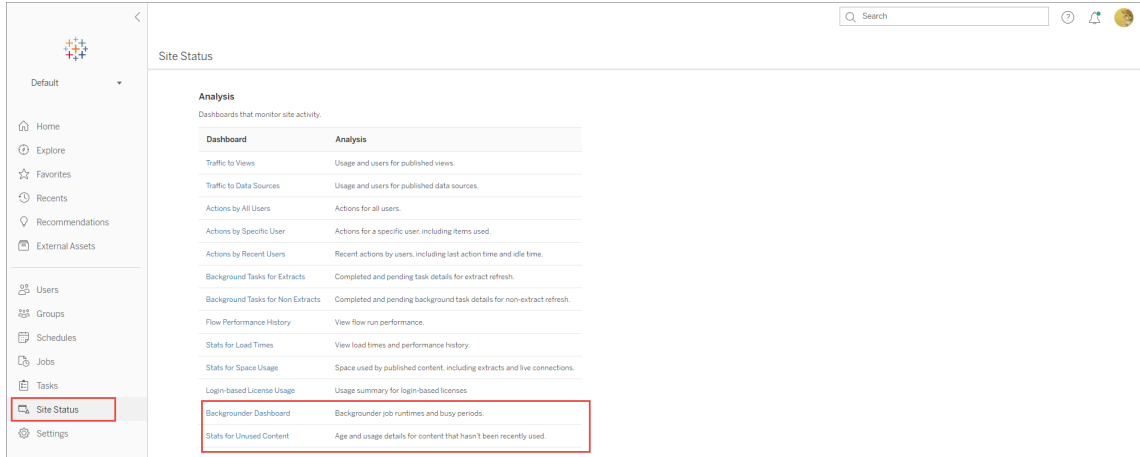 Search
Site Status
Default
Home
Explore
Favorites
Recents
Recommendations
External Assets
Users
Groups
Schedules
Jobs
Tasks
Site Status
Settings
Analysis
Dashboards that monitor site activity.
Dashboard Analysis
Traffic to Views Usage and users for published views.
Traffic to Data Sources Usage and users for published data sources.
Actions by All Users Actions for all users.
Actions by Specific User Actions for a specific user, including items used.
Actions by Recent Users Recent actions by users, including last action time and idle time.
Background Tasks for Extracts Completed and pending task details for extract refresh.
Background Tasks for Non Extracts Completed and pending background task details for non-extract refresh.
Flow Performance History View flow run performance.
Stats for Load Times View load times and performance history.
Stats for Space Usage Space used by published content, including extracts and live connections.
Login-based License Usage Usage summary for login-based licenses
Backgrounder Dashboard Backgrounder job runtimes and busy periods.
Stats for Unused Content Age and usage details for content that hasn't been recently used.